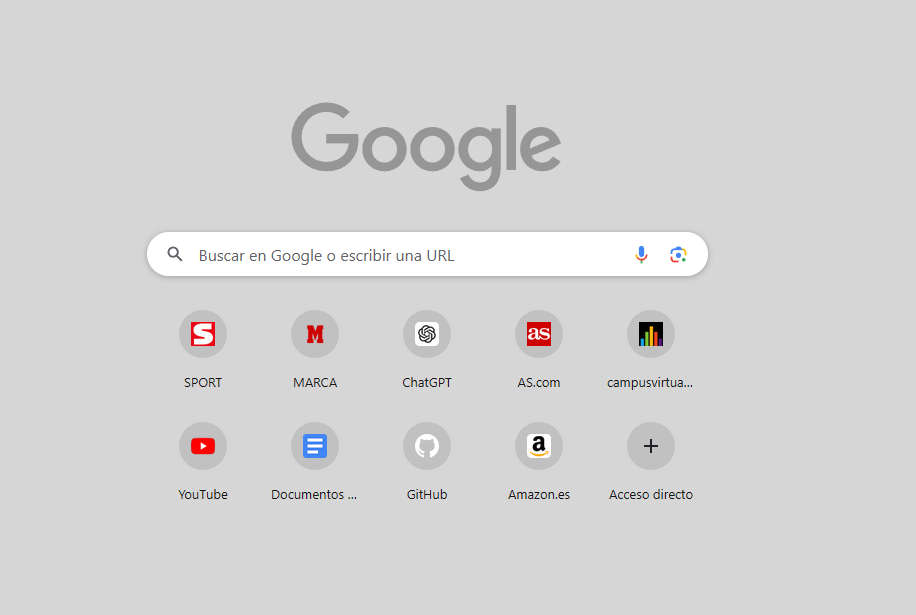 Google
Buscar en Google o escribir una URL
S
M
as
SPORT
MARCA
ChatGPT
AS.com
campusvirtua...
a
YouTube
Documentos ...
GitHub
Amazon.es
Acceso directo